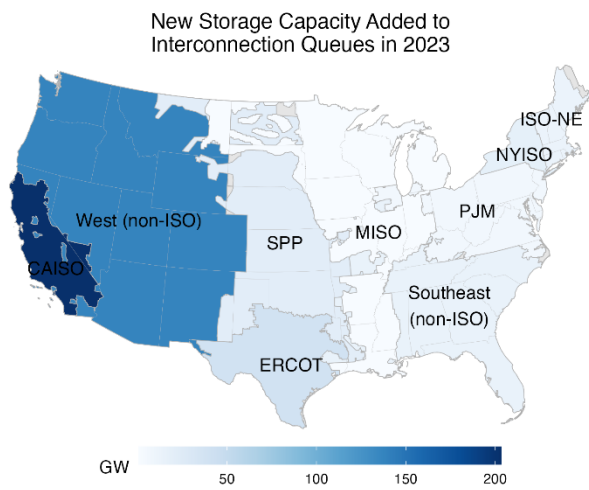 New Storage Capacity Added to
Interconnection Queues in 2023
ISO-NE
NYISO
West (non-ISO)
PJM
SPP
MISO
CAISO
Southeast
(non-ISO)
ERCOT
GW
50
100
150
200